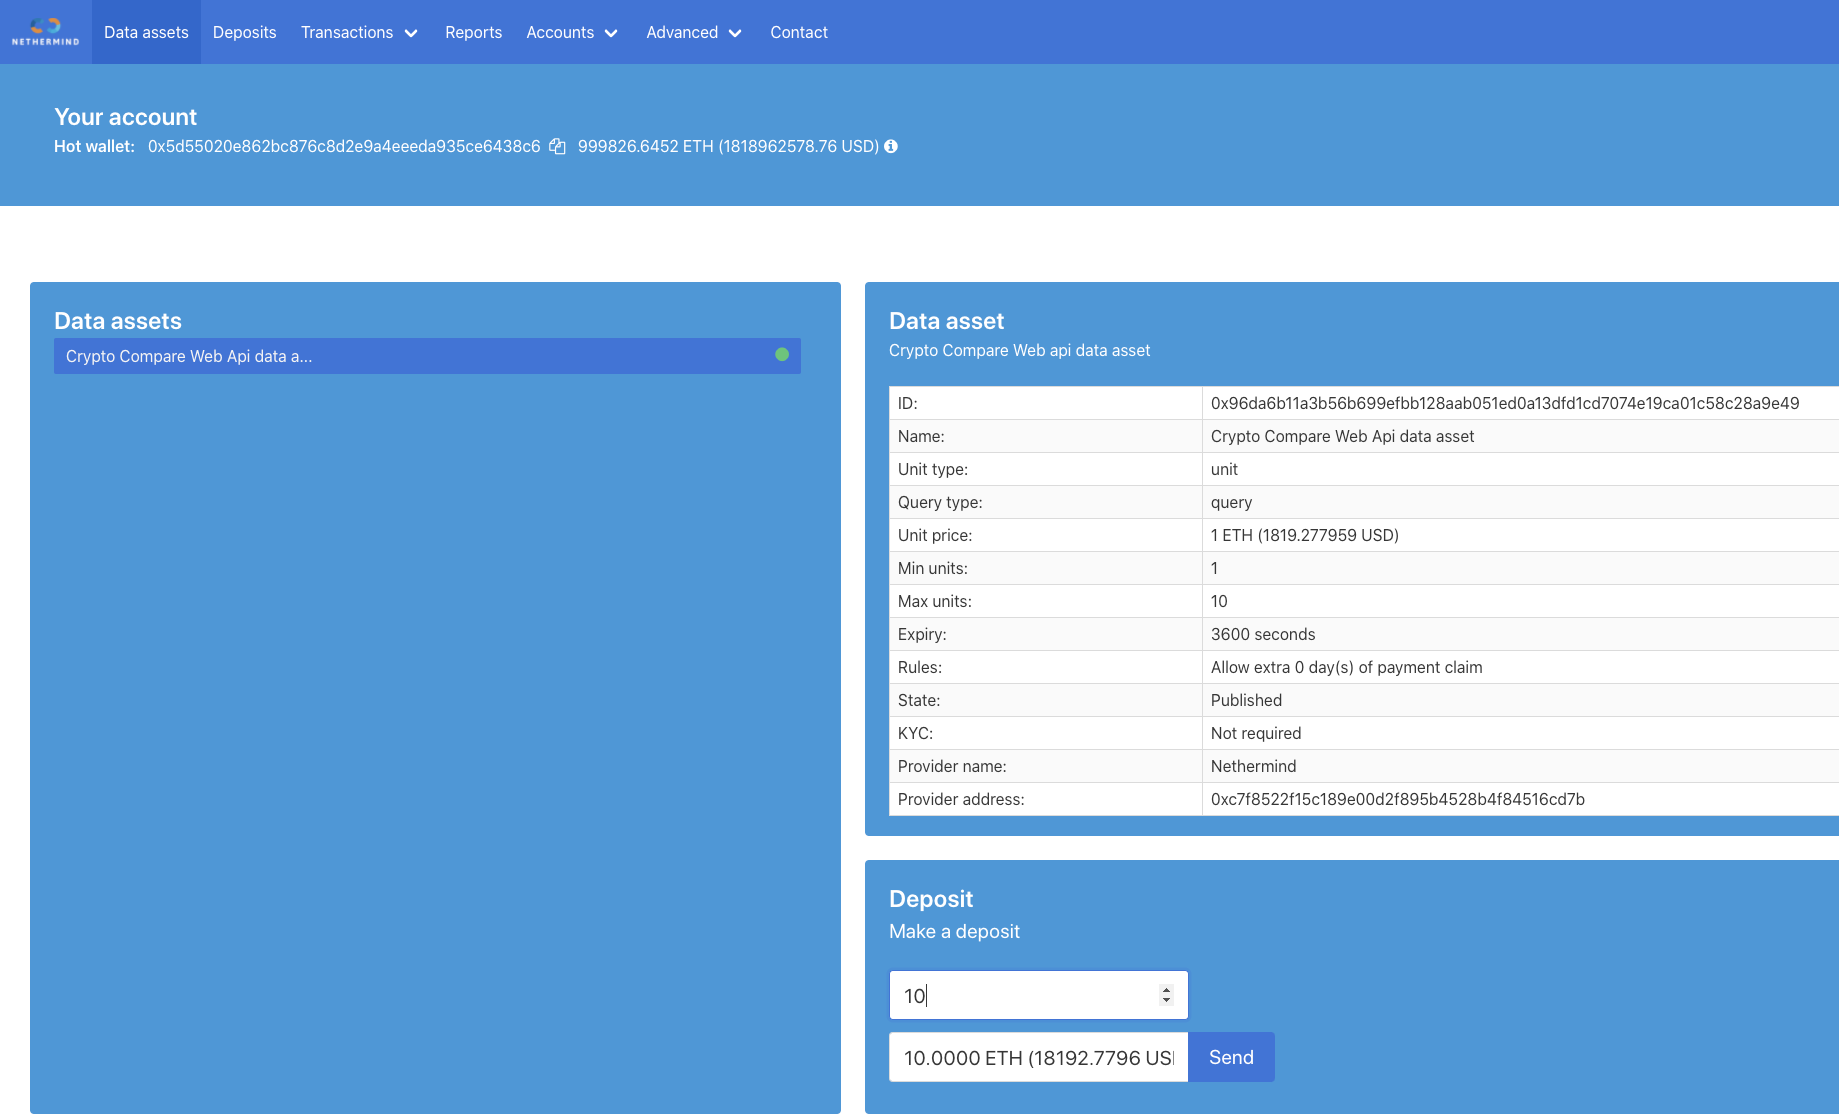 NETHERMIND
Data assets
Deposits
Transactions
Reports
Accounts
Advanced
Contact
Your account
Hot wallet: 0x5d55020e862bc876c8d2e9a4eeeda935ce6438c6 999826.6452 ETH (1818962578.76 USD)
Data assets
Crypto Compare Web Api data a...
Data asset
Crypto Compare Web api data asset
ID: 0x96da6b11a3b56b699efbb128aab051ed0a13dfd1cd7074e19ca01c58c28a9e49
Name: Crypto Compare Web Api data asset
Unit type: unit
Query type: query
Unit price: 1 ETH (1819.277959 USD)
Min units: 1
Max units: 10
Expiry: 3600 seconds
Rules: Allow extra 0 day(s) of payment claim
State: Published
KYC: Not required
Provider name: Nethermind
Provider address: 0xc7f8522f15c189e00d2f895b4528b4f84516cd7b
Deposit
Make a deposit
10
10.0000 ETH (18192.7796 USD
Send